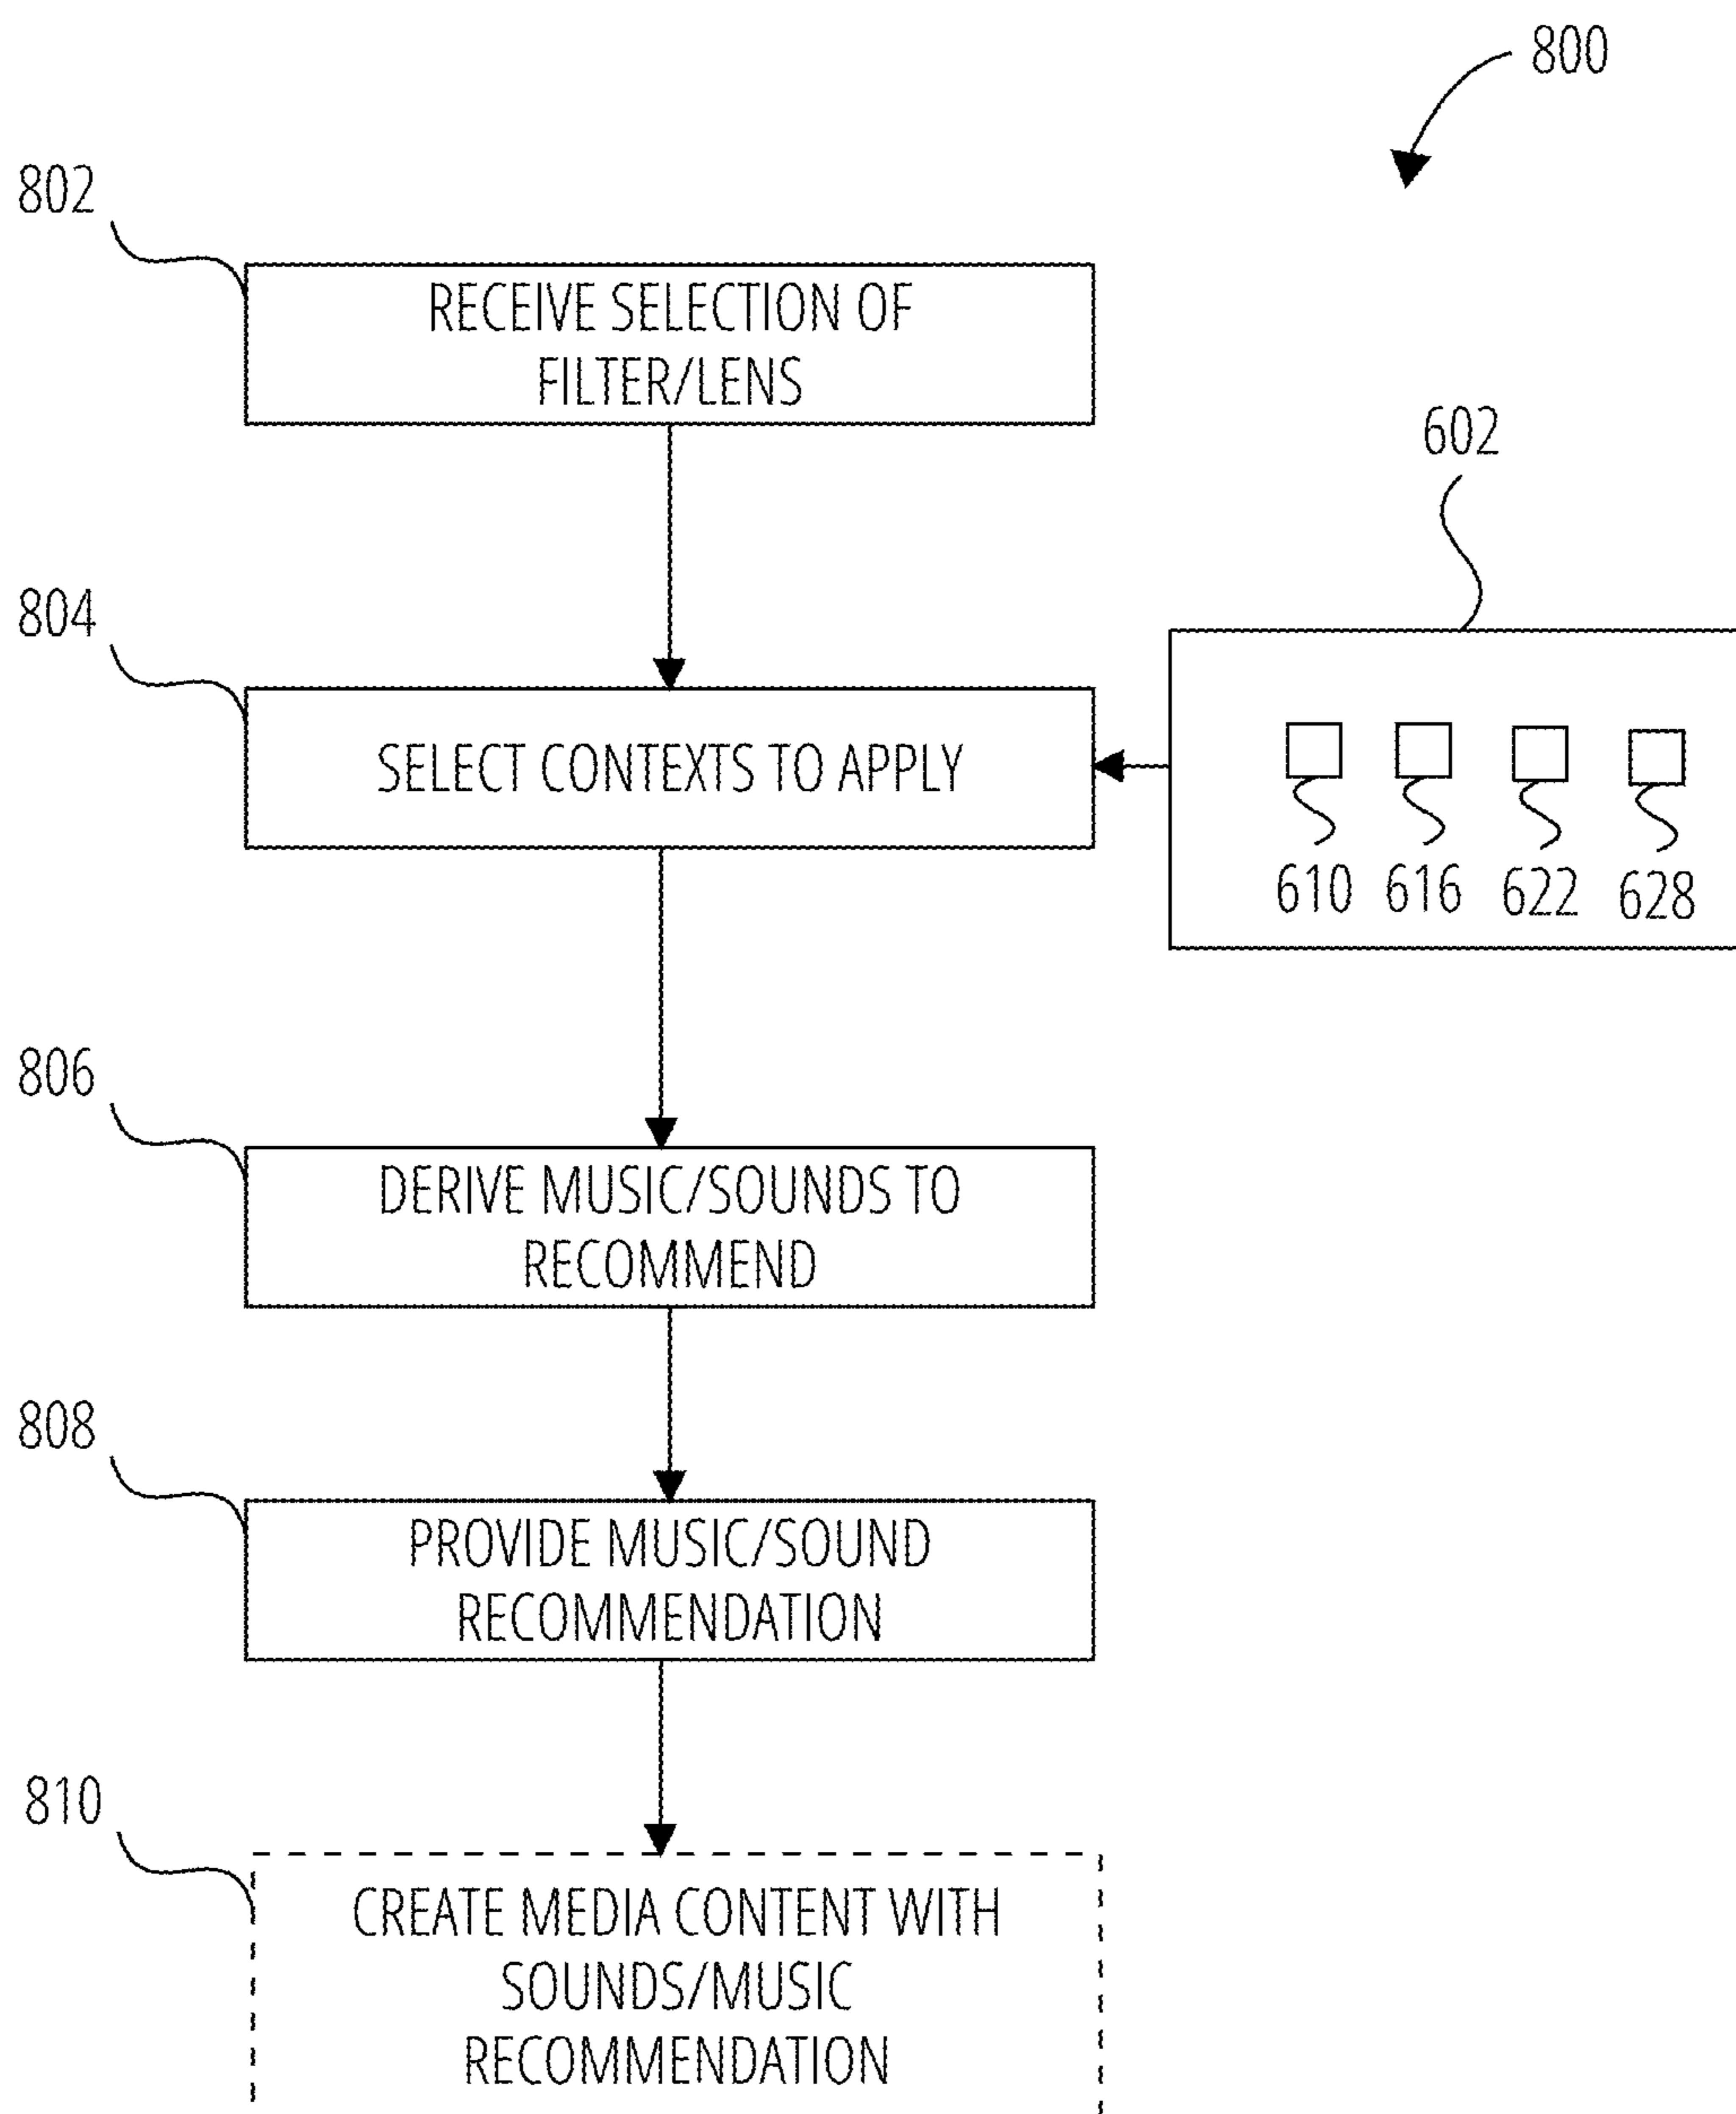 800
802
RECEIVE SELECTION OF
FILTER/LENS
602
804
SELECT CONTEXTS TO APPLY
610 616 622 628
806
DERIVE MUSIC/SOUNDS TO
RECOMMEND
808
PROVIDE MUSIC/SOUND
RECOMMENDATION
810
CREATE MEDIA CONTENT WITH
SOUNDS/MUSIC
RECOMMENDATION